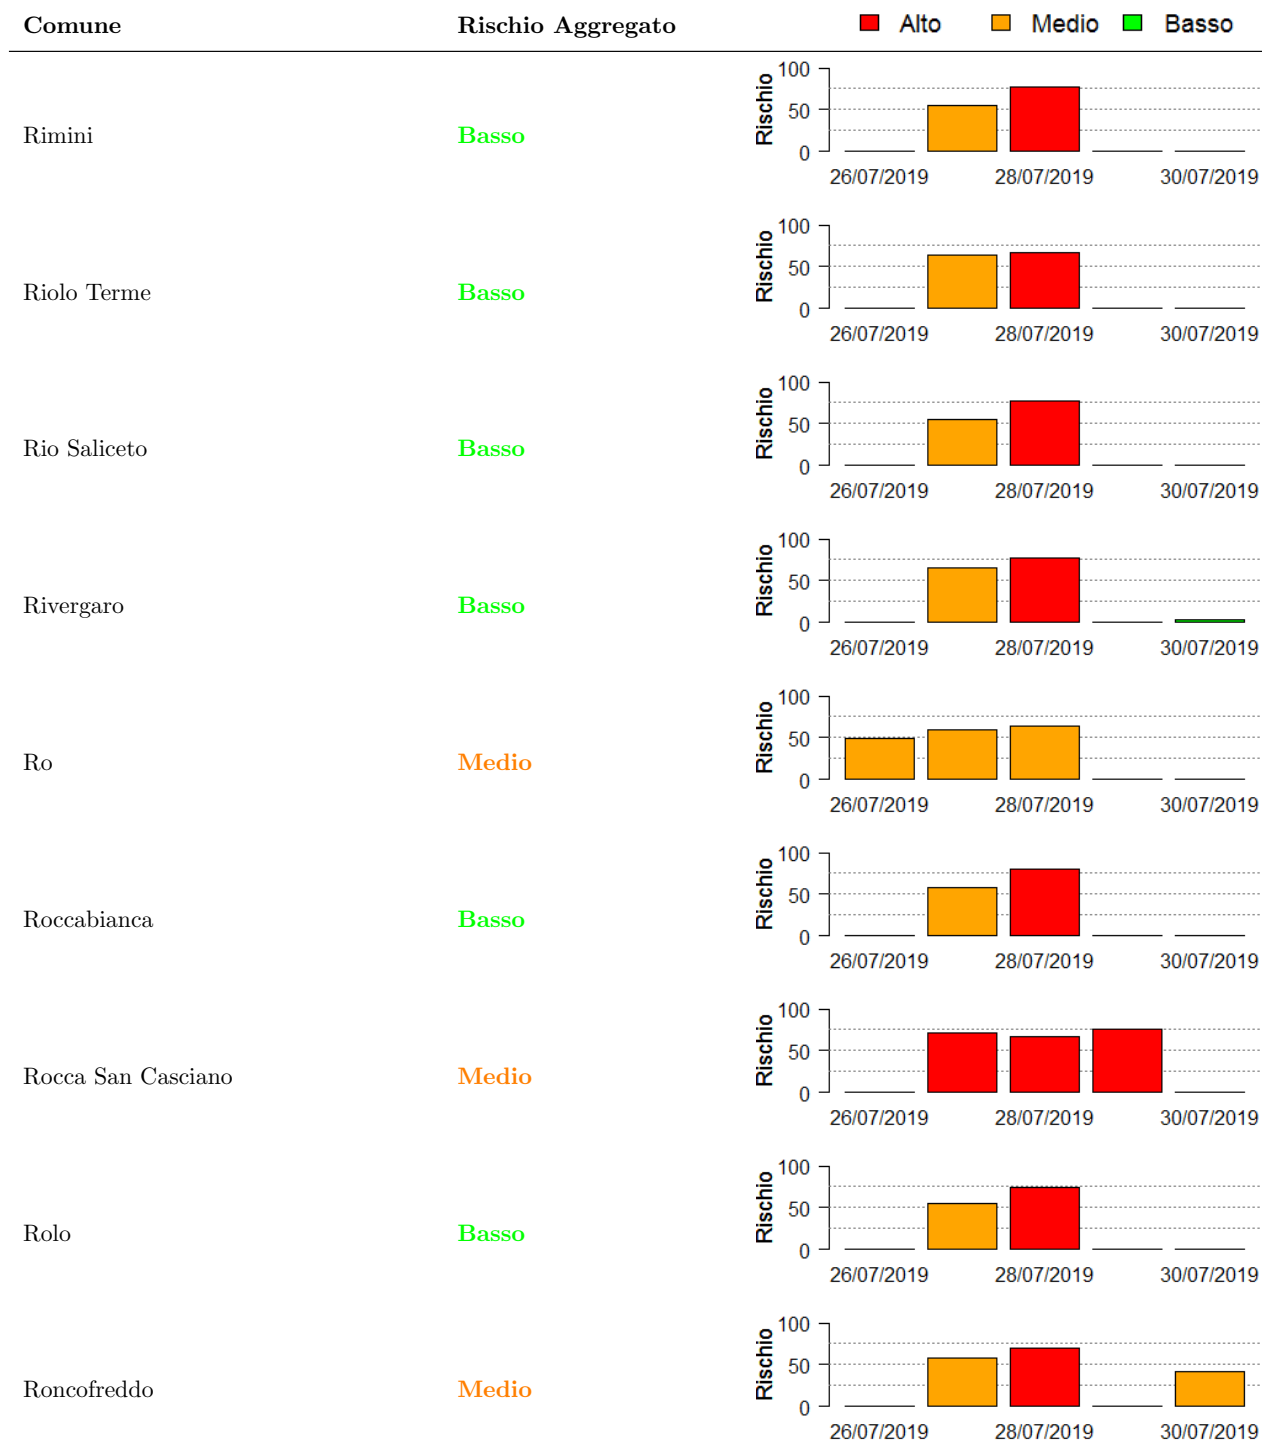 Comune Rischio Aggregato Alto Medio Basso
Rimini Basso
Rischio
100
50
0
26/07/2019 28/07/2019 30/07/2019
Riolo Terme Basso
Rischio
100
50
0
26/07/2019 28/07/2019 30/07/2019
Rio Saliceto Basso
Rischio
100
50
0
26/07/2019 28/07/2019 30/07/2019
Rivergaro Basso
Rischio
100
50
0
26/07/2019 28/07/2019 30/07/2019
Ro Medio
Rischio
100
50
0
26/07/2019 28/07/2019 30/07/2019
Roccabianca Basso
Rischio
100
50
0
26/07/2019 28/07/2019 30/07/2019
Rocca San Casciano Medio
Rischio
100
50
0
26/07/2019 28/07/2019 30/07/2019
Rolo Basso
Rischio
100
50
0
26/07/2019 28/07/2019 30/07/2019
Roncofreddo Medio
Rischio
100
50
0
26/07/2019 28/07/2019 30/07/2019